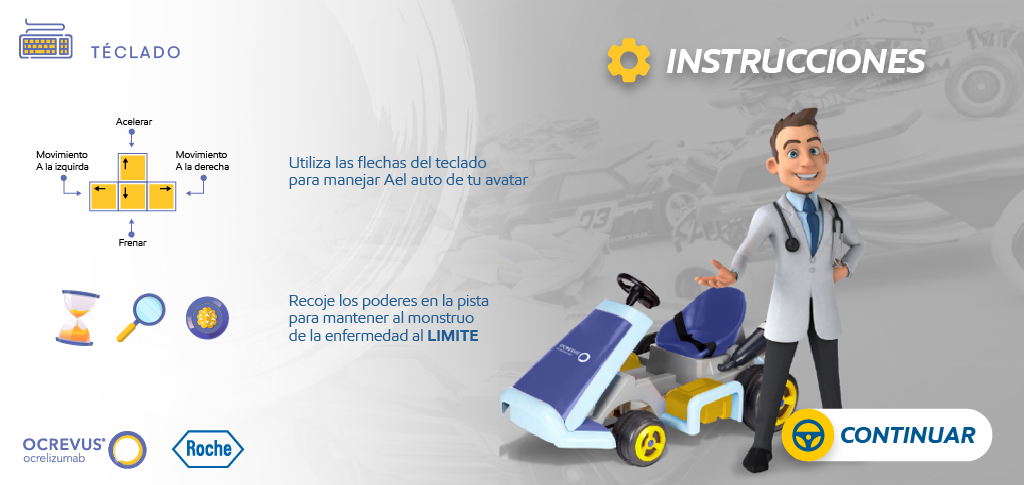 TÉCLADO
INSTRUCCIONES
Acelerar
Movimiento
A la izquirda
Movimiento
A la derecha
Frenar
Utiliza las flechas del teclado
para manejar Ael auto de tu avatar
Recoje los poderes en la pista
para mantener al monstruo
de la enfermedad al LIMITE
OCREVUS
OCREVUS®
ocrelizumab
Roche
CONTINUAR